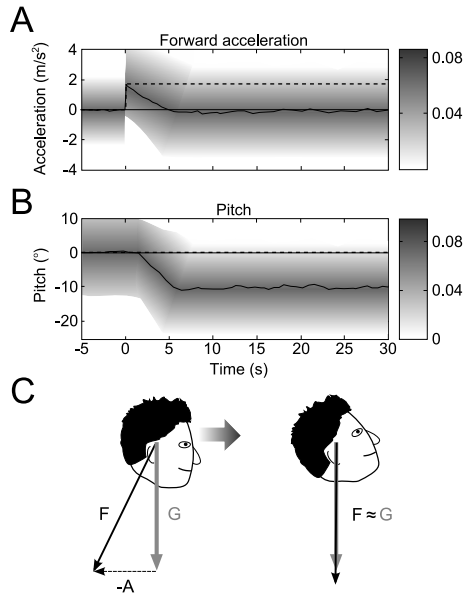 A
Forward acceleration
Acceleration (m/s²)
4
2
0
-2
-4
0.08
0.04
B
Pitch
Pitch (°)
10
0
-10
-20
-5 0 5 10 15 20 25 30
Time (s)
0.08
0.04
0
C
F
G
-A
F ≈ G